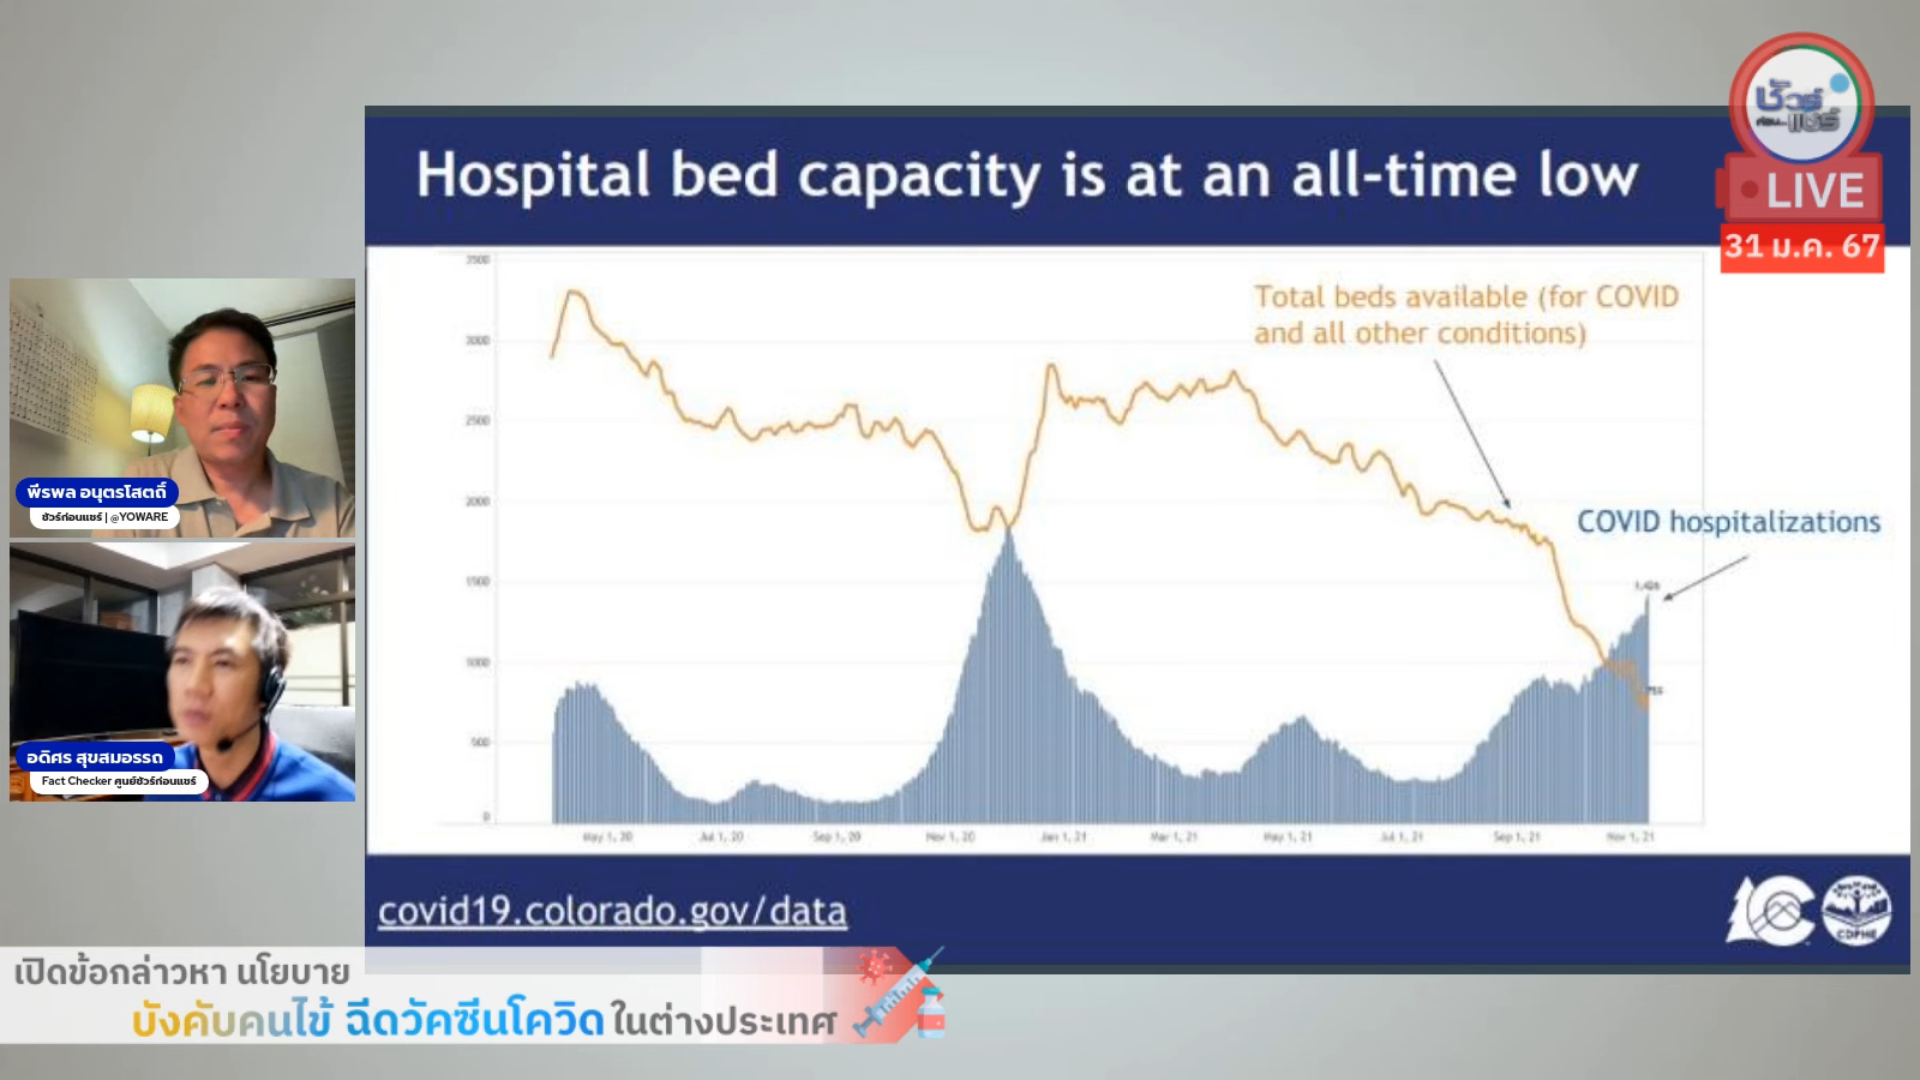 Hospital bed capacity is at an all-time low
ชัวร์
ก่อน..แชร์
LIVE
31 ม.ค. 67
3500
3000
2500
2000
1500
1000
500
0
Total beds available (for COVID
and all other conditions)
COVID hospitalizations
May 1, 20
Jul 1, 20
Sep 1, 20
Nov 1, 20
Jan 1, 21
Mar 1, 21
May 1, 21
Jul 1, 21
Sep 1, 21
Nov 1, 21
พีรพล อนุตรโสตถิ์
ชัวร์ก่อนแชร์ | @YOWARE
อดิศร สุขสมอรรถ
Fact Checker ศูนย์ชัวร์ก่อนแชร์
covid19.colorado.gov/data
CDPHE
เปิดข้อกล่าวหา นโยบาย
บังคับคนไข้ ฉีดวัคซีนโควิด ในต่างประเทศ